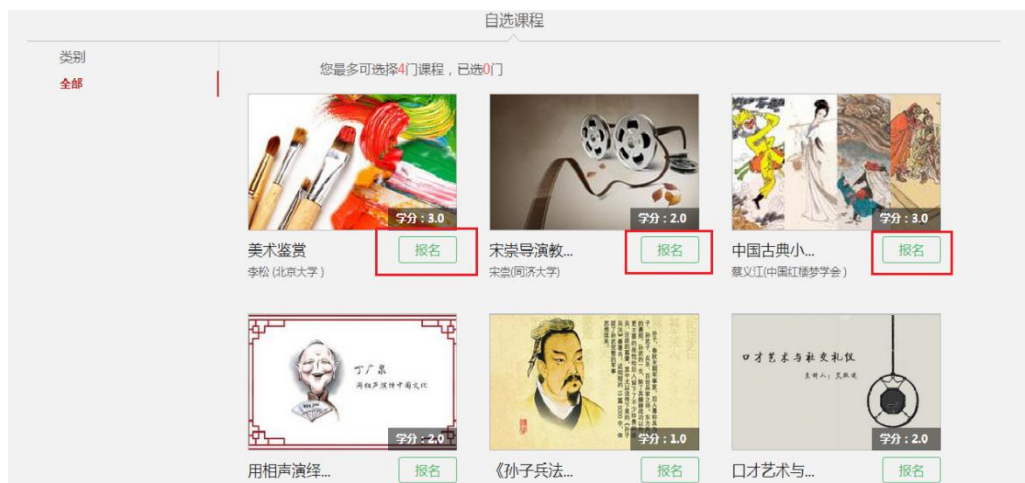 自选课程
类别
全部
您最多可选择4门课程，已选0门
学分：3.0
学分：2.0
学分：3.0
美术鉴赏
报名
宋崇导演教...
报名
中国古典小...
报名
李松 (北京大学 )
宋崇(同济大学)
蔡义江(中国红楼梦学会 )
丁广泉
用相声演绎中国文化
口才艺术与社交礼仪
学分：2.0
学分：1.0
学分：2.0
用相声演绎...
报名
《孙子兵法...
报名
口才艺术与...
报名